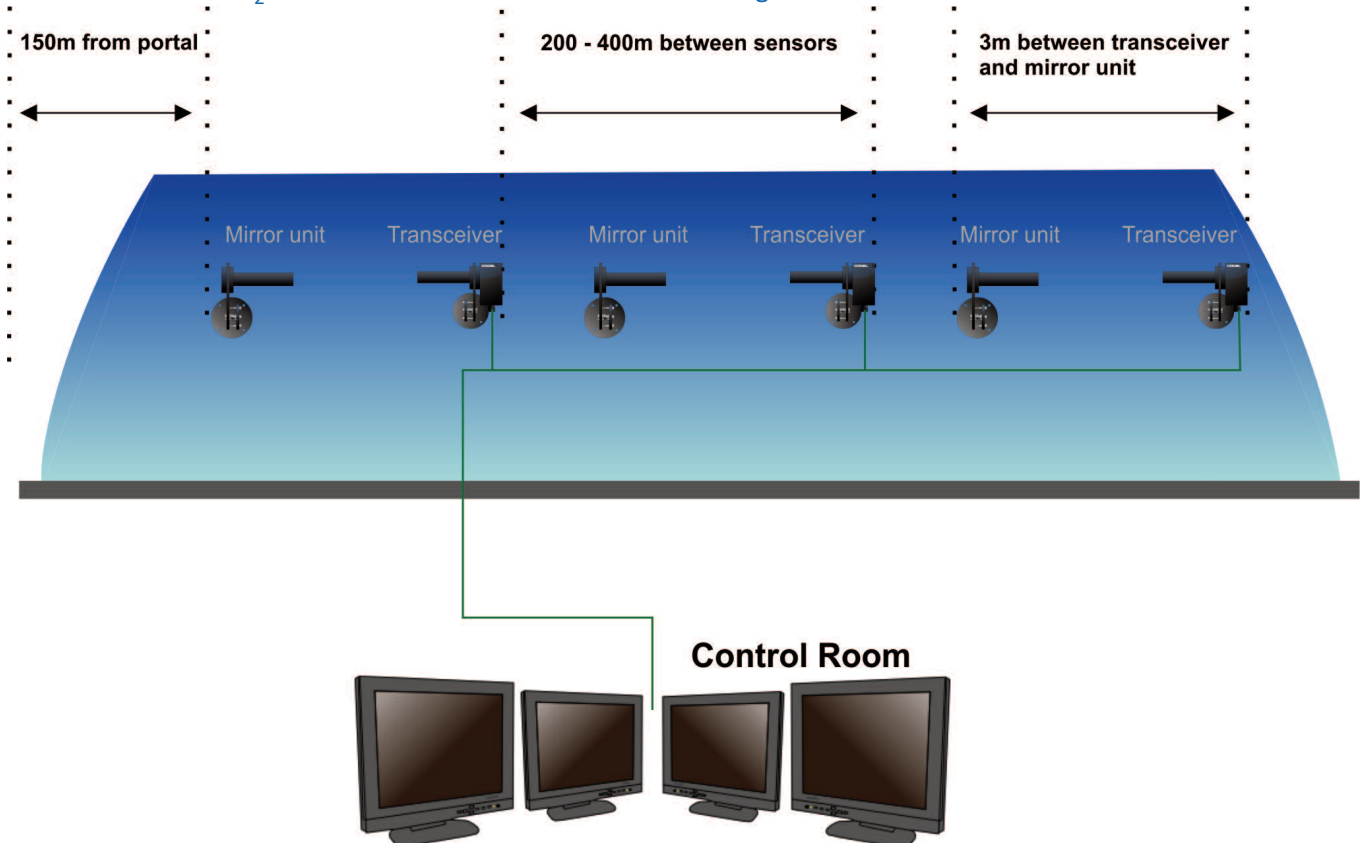 2
150m from portal
200 - 400m between sensors
3m between transceiver
and mirror unit
Mirror unit
Transceiver
Mirror unit
Transceiver
Mirror unit
Transceiver
Control Room